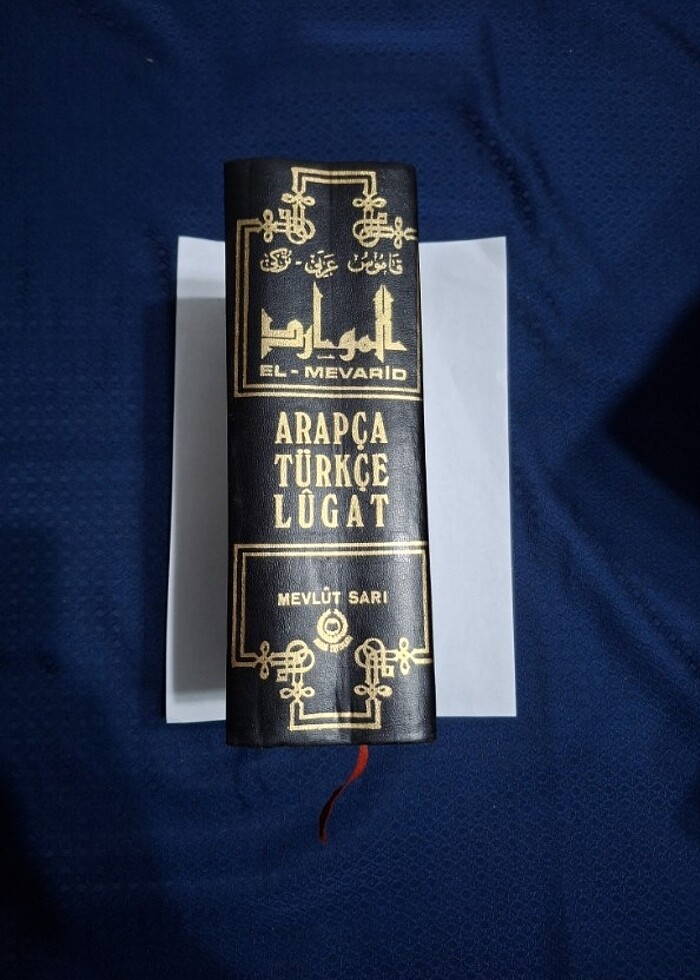 قاموس عربي - تركي
الموارد
EL - MEVARİD
ARAPÇA
TÜRKÇE
LÛGAT
MEVLÛT SARI